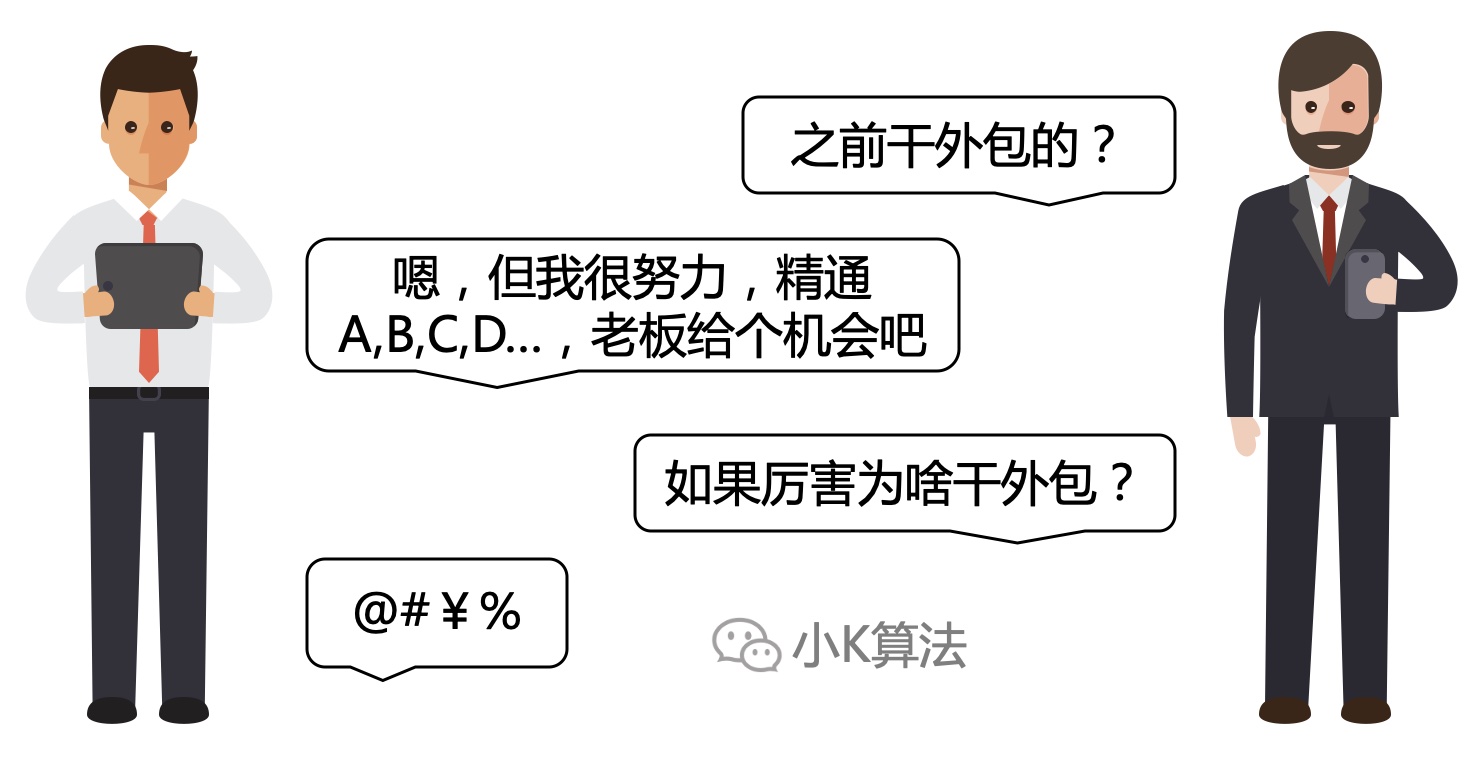 之前干外包的？
嗯，但我很努力，精通
A,B,C,D...，老板给个机会吧
如果厉害为啥干外包？
@#￥%
小K算法